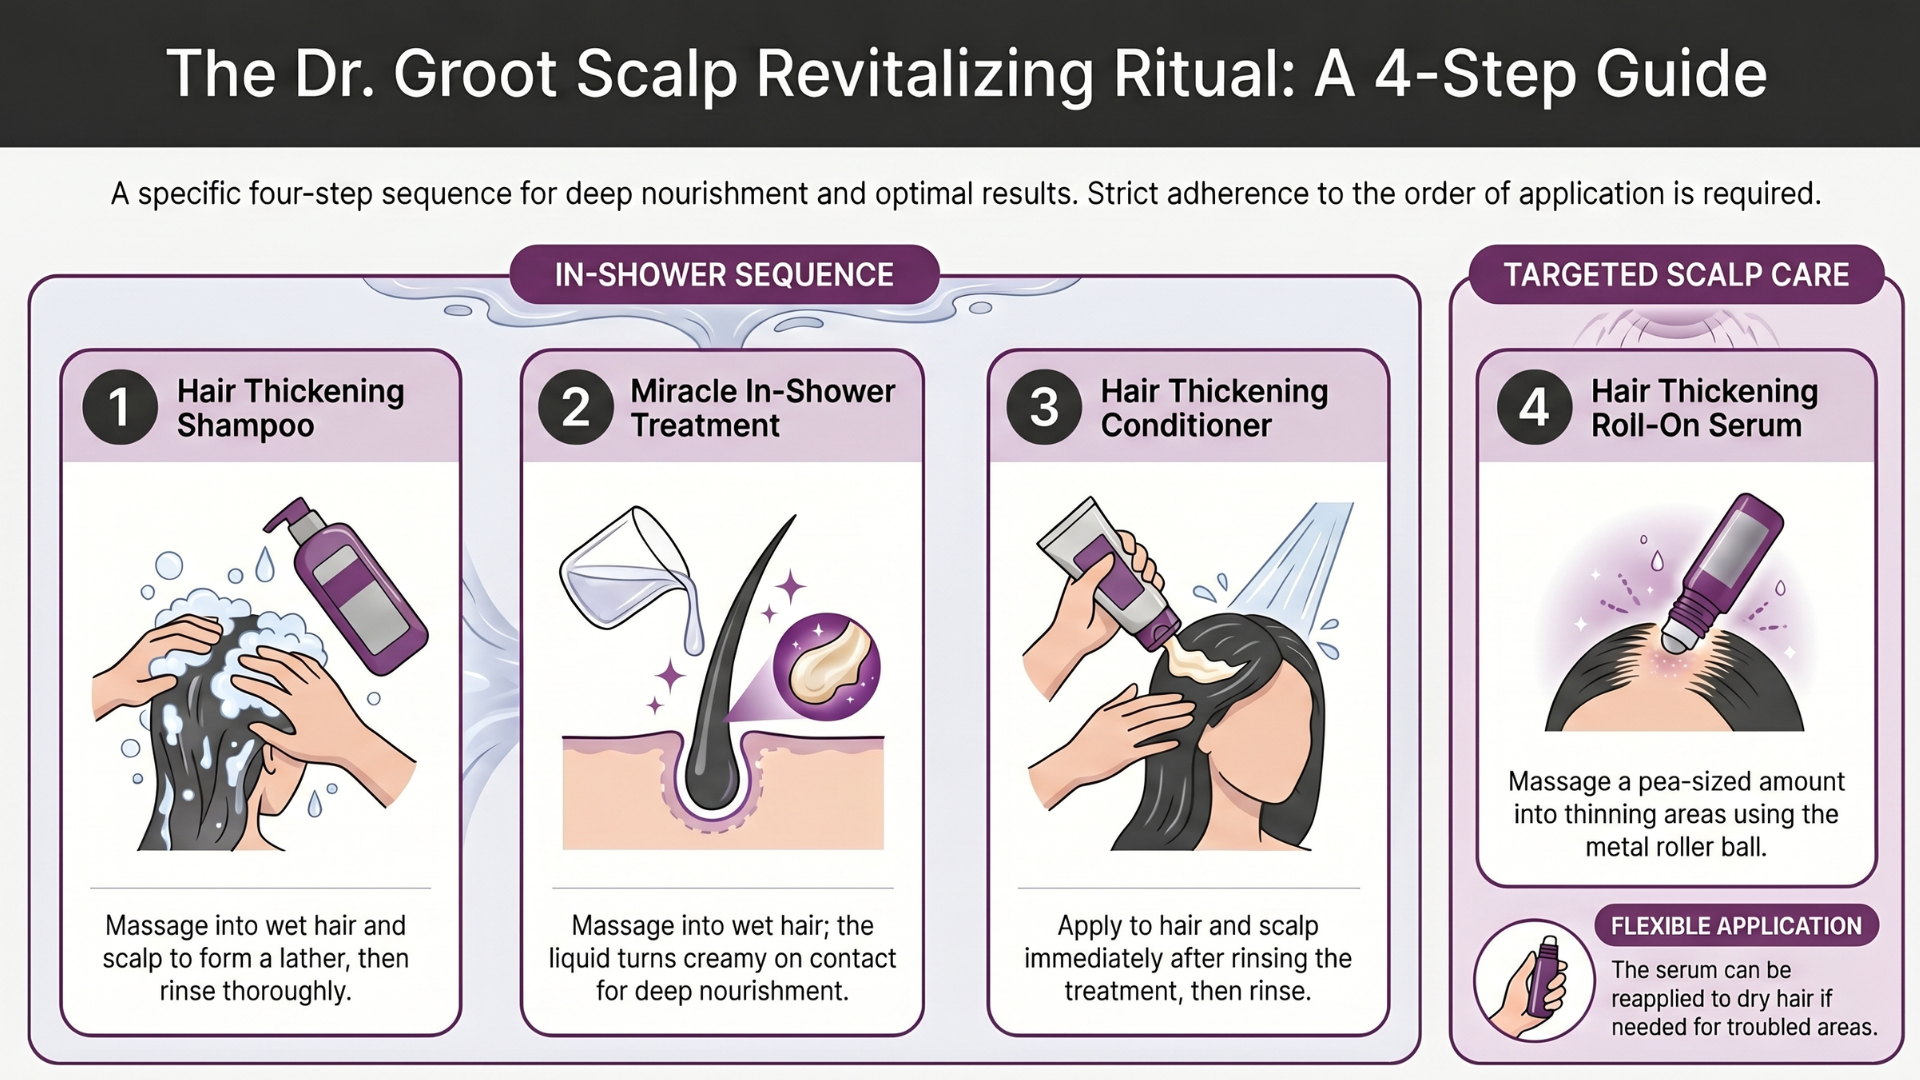 The Dr. Groot Scalp Revitalizing Ritual: A 4-Step Guide
A specific four-step sequence for deep nourishment and optimal results. Strict adherence to the order of application is required.
IN-SHOWER SEQUENCE
1
Hair Thickening
Shampoo
Massage into wet hair and
scalp to form a lather, then
rinse thoroughly.
2
Miracle In-Shower
Treatment
Massage into wet hair; the
liquid turns creamy on contact
for deep nourishment.
3
Hair Thickening
Conditioner
Apply to hair and scalp
immediately after rinsing the
treatment, then rinse.
TARGETED SCALP CARE
4
Hair Thickening
Roll-On Serum
Massage a pea-sized amount
into thinning areas using the
metal roller ball.
FLEXIBLE APPLICATION
The serum can be
reapplied to dry hair if
needed for troubled areas.